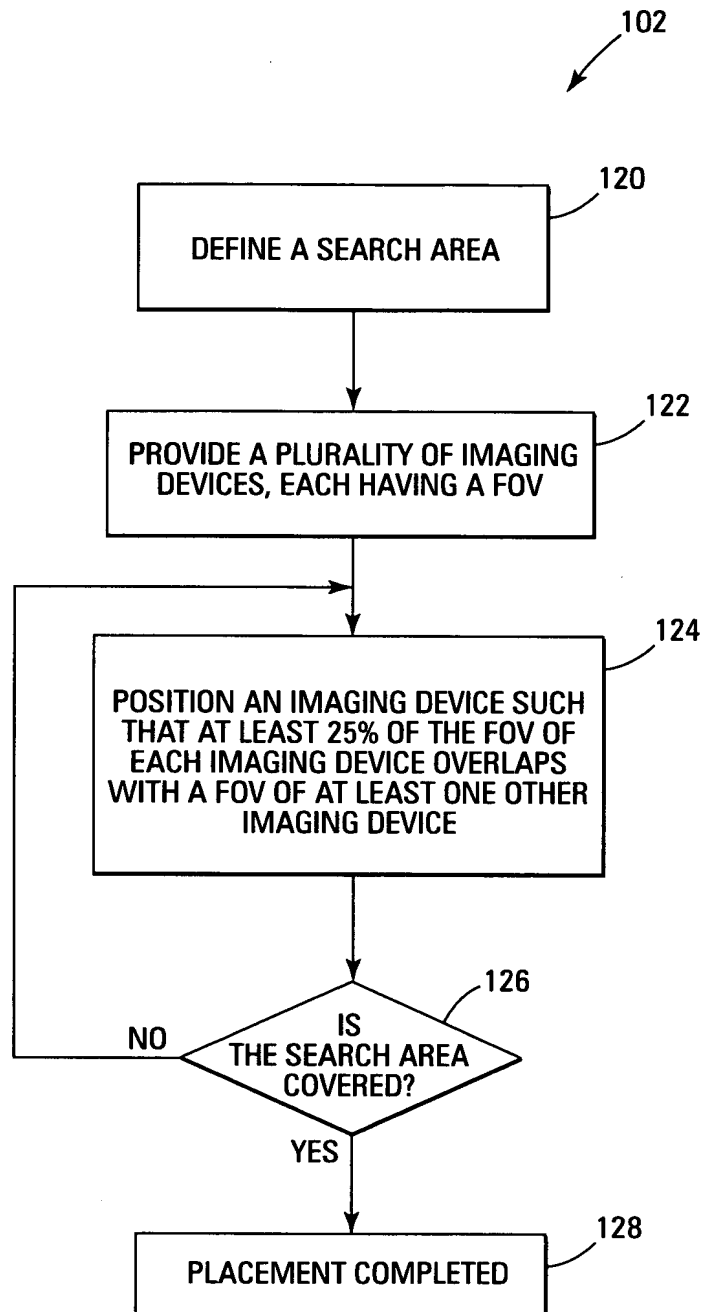 102
120
DEFINE A SEARCH AREA
122
PROVIDE A PLURALITY OF IMAGING
DEVICES, EACH HAVING A FOV
124
POSITION AN IMAGING DEVICE SUCH
THAT AT LEAST 25% OF THE FOV OF
EACH IMAGING DEVICE OVERLAPS
WITH A FOV OF AT LEAST ONE OTHER
IMAGING DEVICE
126
IS
THE SEARCH AREA
COVERED?
NO
YES
128
PLACEMENT COMPLETED